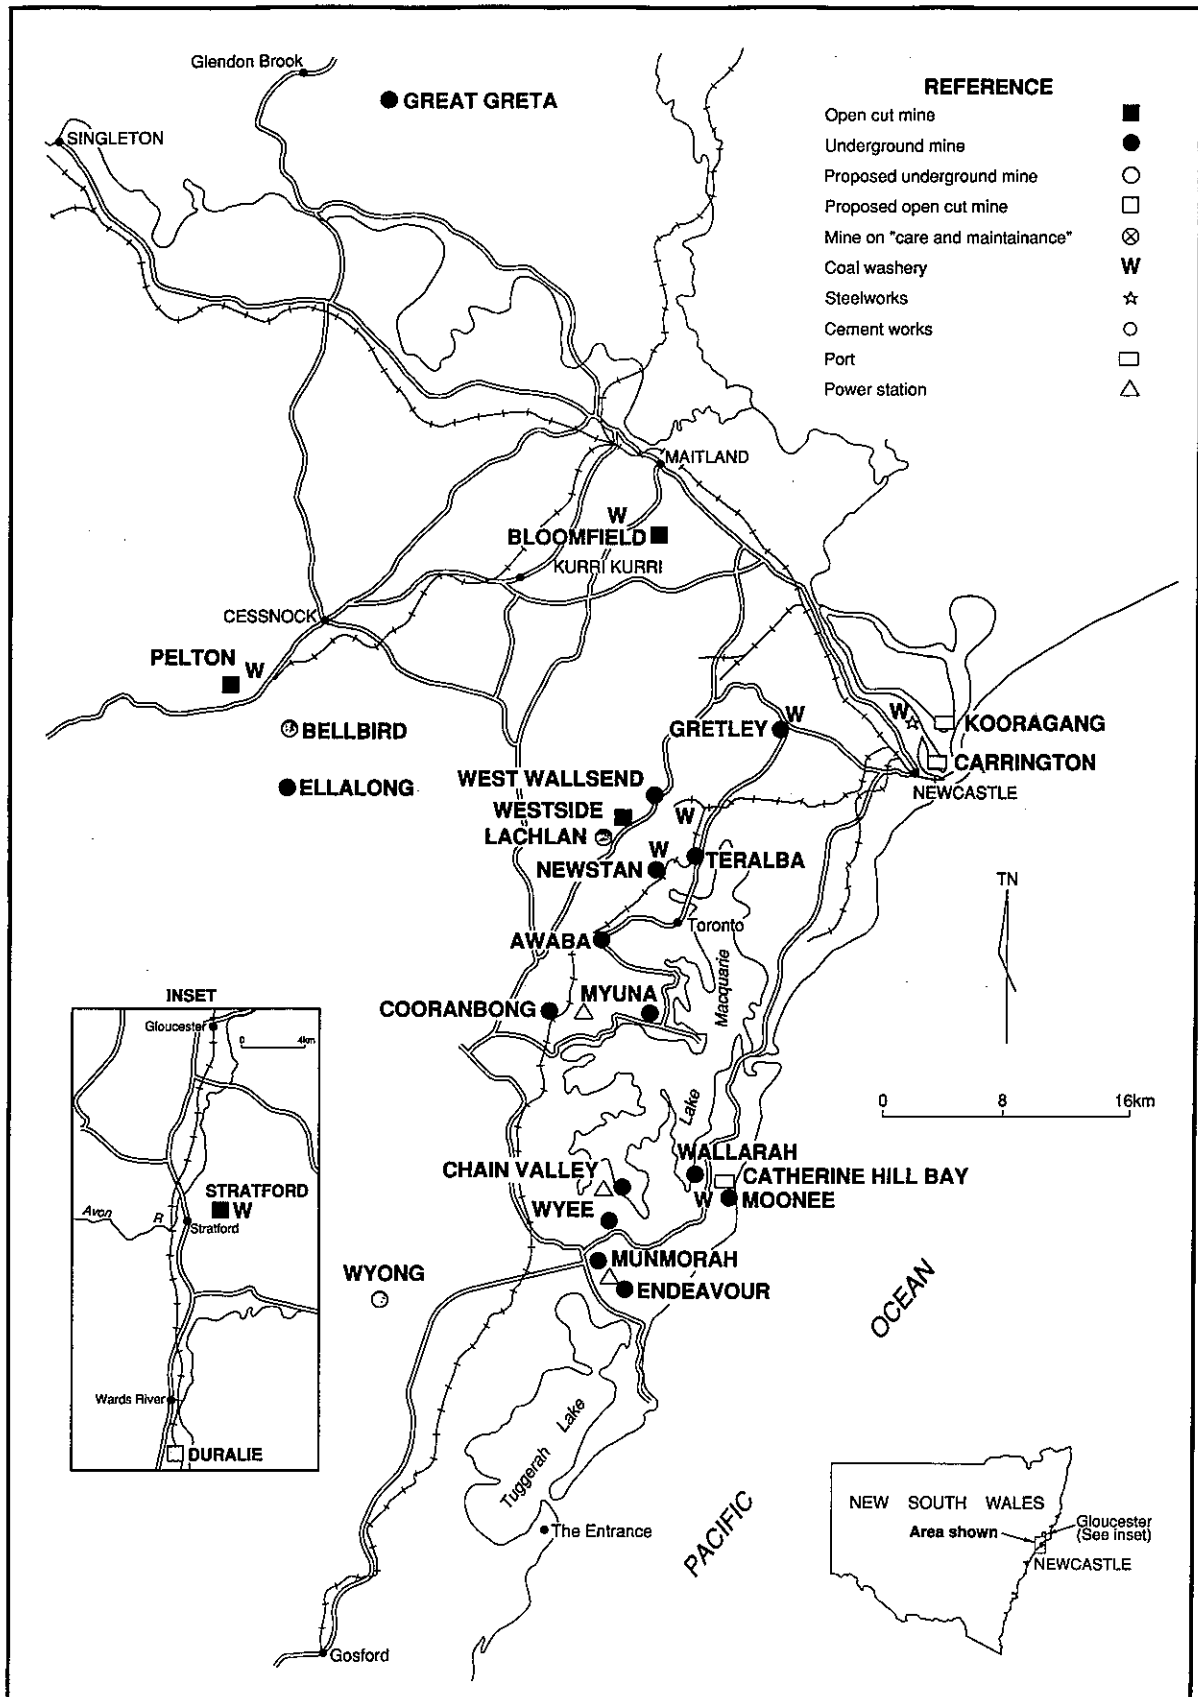 Glendon Brook
GREAT GRETA
SINGLETON
REFERENCE
Open cut mine
Underground mine
Proposed underground mine
Proposed open cut mine
Mine on "care and maintainance"
Coal washery W
Steelworks
Cement works
Port
Power station
MAITLAND
W
BLOOMFIELD
KURRI KURRI
CESSNOCK
PELTON
W
BELLBIRD
ELLALONG
GRETLEY
W
W
KOORAGANG
CARRINGTON
NEWCASTLE
WEST WALLSEND
WESTSIDE
LACHLAN
W
W
NEWSTAN
TERALBA
TN
Toronto
AWABA
Macquarie
COORANBONG
MYUNA
Lake
0 8 16km
WALLARAH
CHAIN VALLEY
CATHERINE HILL BAY
W
MOONEE
WYEE
MUNMORAH
ENDEAVOUR
WYONG
INSET
Gloucester
0 4km
STRATFORD
W
Avon
R
Stratford
Wards River
DURALIE
OCEAN
PACIFIC
Tuggerah
Lake
The Entrance
Gosford
NEW SOUTH WALES
Area shown
Gloucester
(See inset)
NEWCASTLE